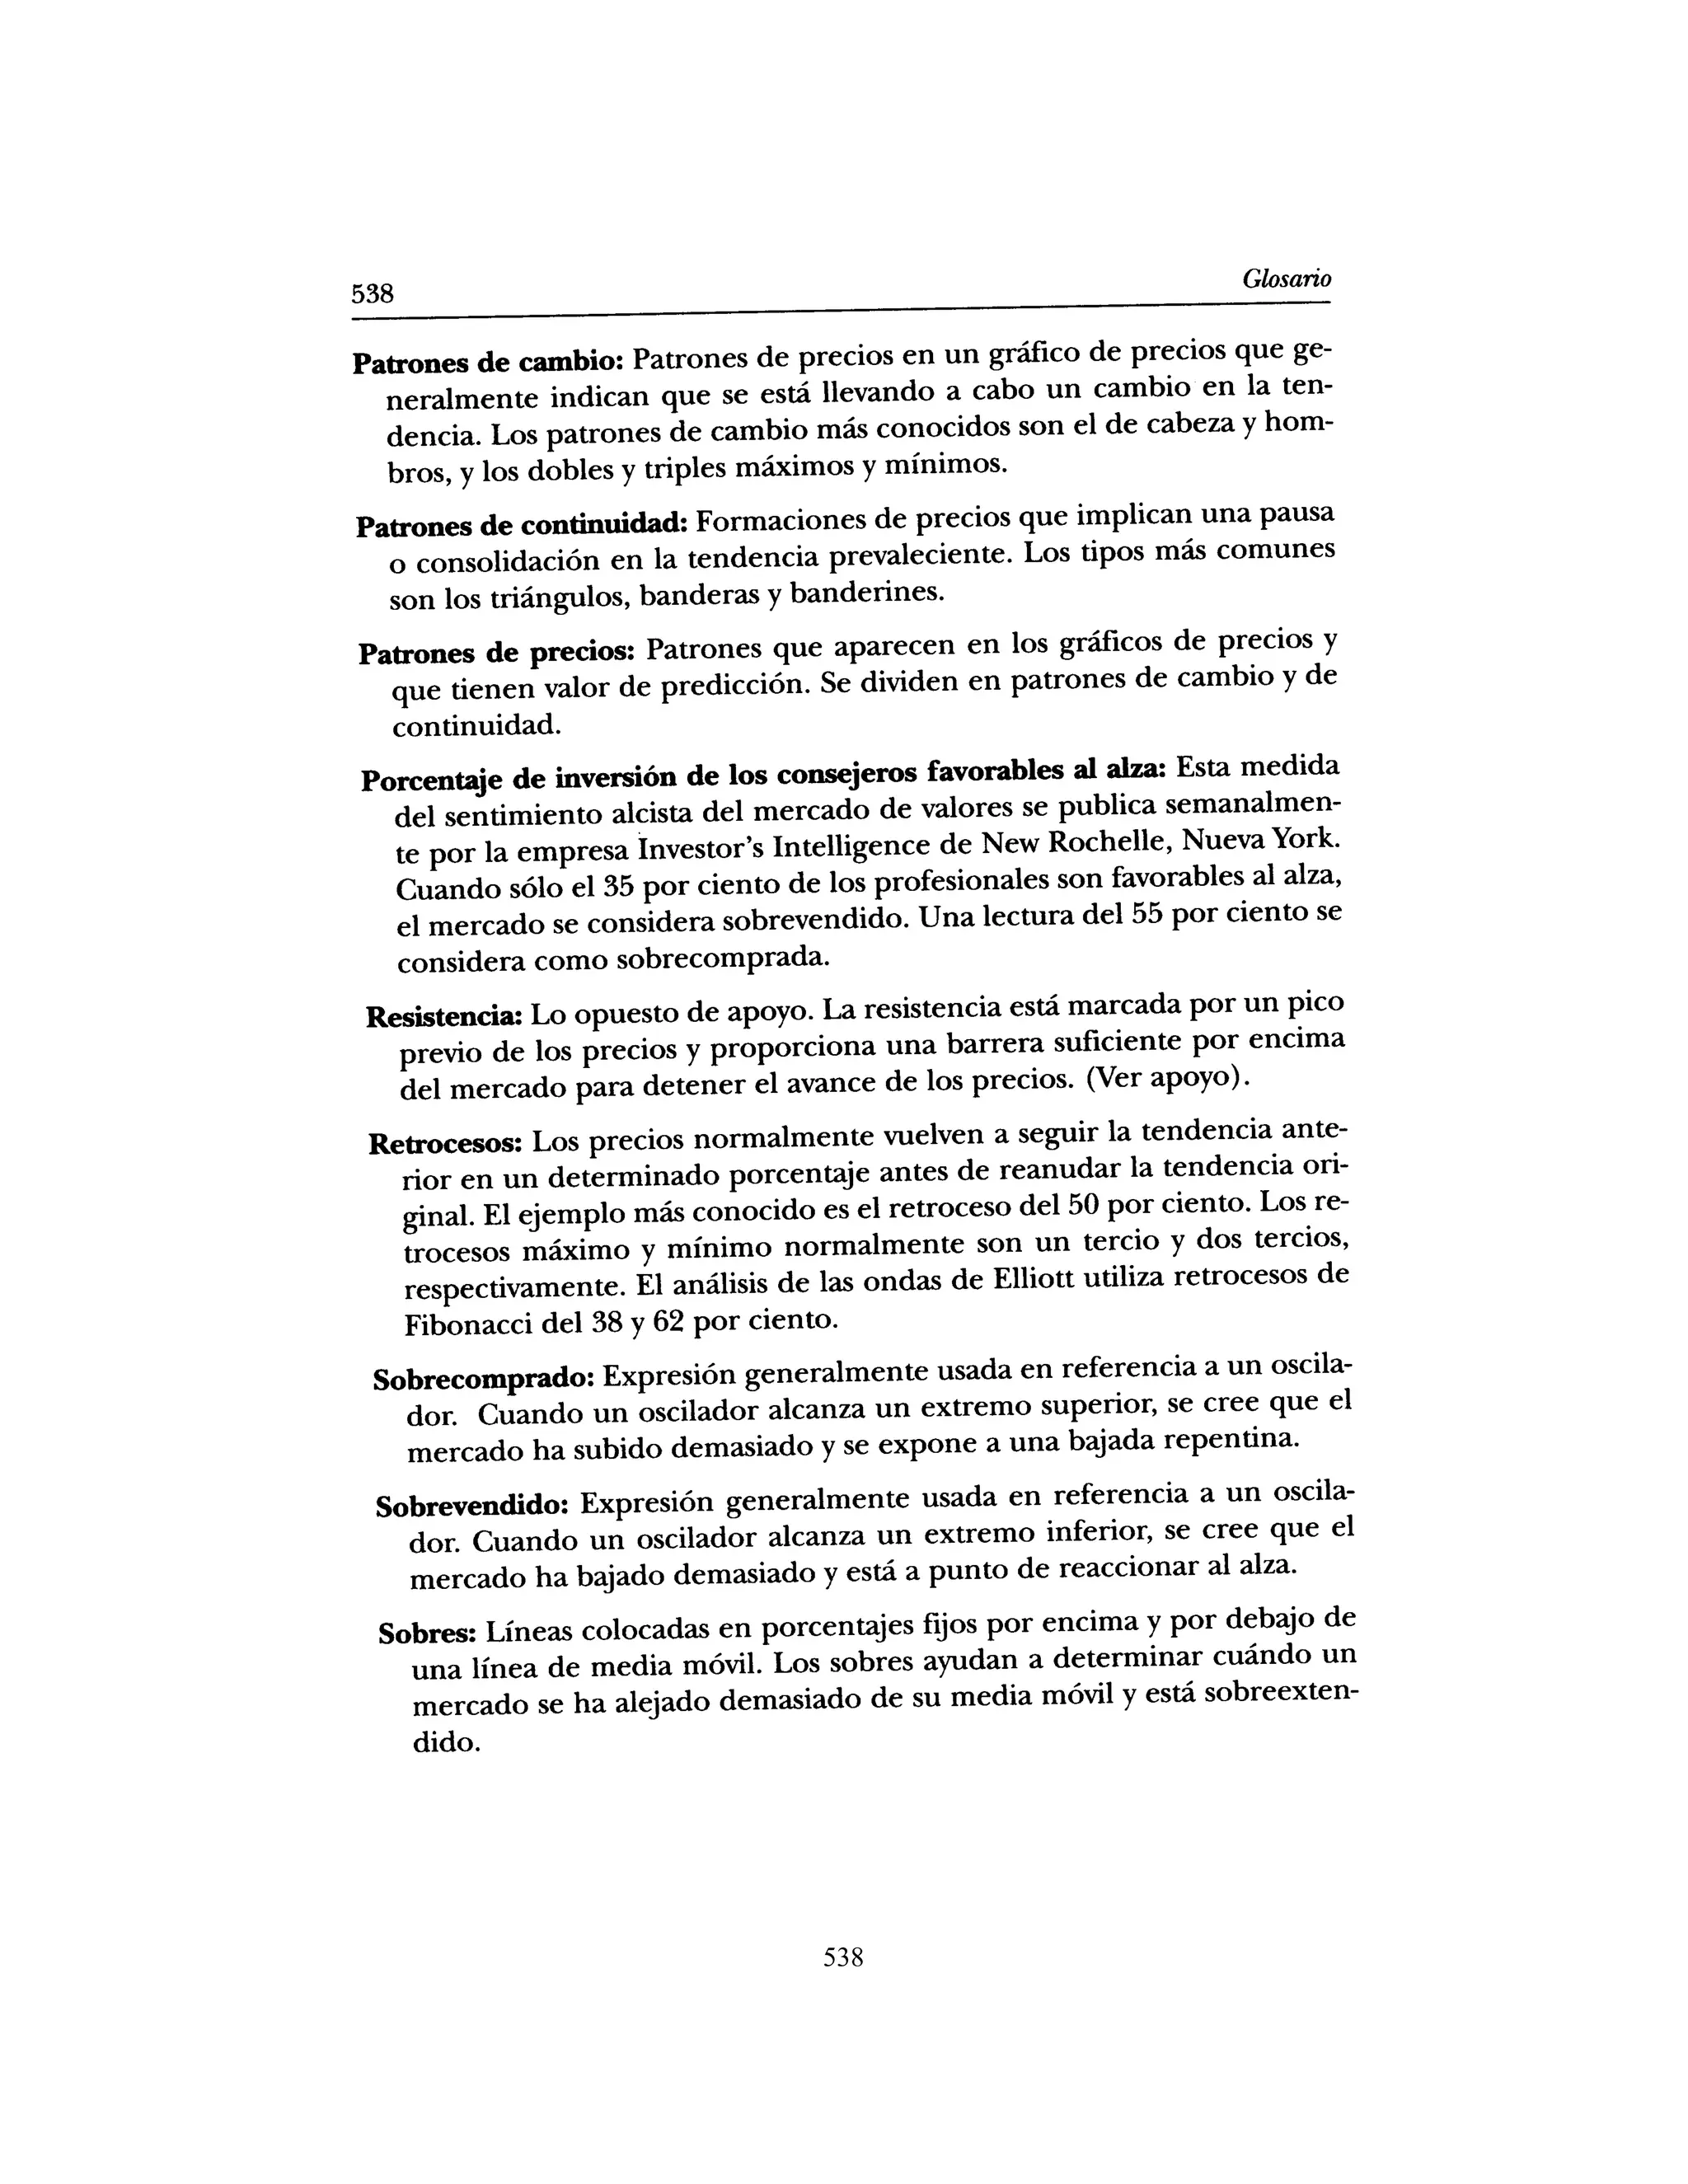 538
Glosario
Patrones de cambio: Patrones de precios en un gráfico de precios que ge-
neralmente indican que se está llevando a cabo un cambio en la ten-
dencia. Los patrones de cambio más conocidos son el de cabeza y hom-
bros, y los dobles y triples máximos y mínimos.
Patrones de continuidad: Formaciones de precios que implican una pausa
o consolidación en la tendencia prevaleciente. Los tipos más comunes
son los triángulos, banderas y banderines.
Patrones de precios: Patrones que aparecen en los gráficos de precios y
que tienen valor de predicción. Se dividen en patrones de cambio y de
continuidad.
Porcentaje de inversión de los consejeros favorables al alza: Esta medida
del sentimiento alcista del mercado de valores se publica semanalmen-
te por la empresa Investor's Intelligence de New Rochelle, Nueva York.
Cuando sólo el 35 por ciento de los profesionales son favorables al alza,
el mercado se considera sobrevendido. Una lectura del 55 por ciento se
considera como sobrecomprada.
Resistencia: Lo opuesto de apoyo. La resistencia está marcada por un pico
previo de los precios y proporciona una barrera suficiente por encima
del mercado para detener el avance de los precios. (Ver apoyo).
Retrocesos: Los precios normalmente vuelven a seguir la tendencia ante-
rior en un determinado porcentaje antes de reanudar la tendencia ori-
ginal. El ejemplo más conocido es el retroceso del 50 por ciento. Los re-
trocesos máximo y mínimo normalmente son un tercio y dos tercios,
respectivamente. El análisis de las ondas de Elliott utiliza retrocesos de
Fibonacci del 38 y 62 por ciento.
Sobrecomprado: Expresión generalmente usada en referencia a un oscila-
dor. Cuando un oscilador alcanza un extremo superior, se cree que el
mercado ha subido demasiado y se expone a una bajada repentina.
Sobrevendido: Expresión generalmente usada en referencia a un oscila-
dor. Cuando un oscilador alcanza un extremo inferior, se cree que el
mercado ha bajado demasiado y está a punto de reaccionar al alza.
Sobres: Líneas colocadas en porcentajes fijos por encima y por debajo de
una línea de media móvil. Los sobres ayudan a determinar cuándo un
mercado se ha alejado demasiado de su media móvil y está sobreexten-
dido.
538